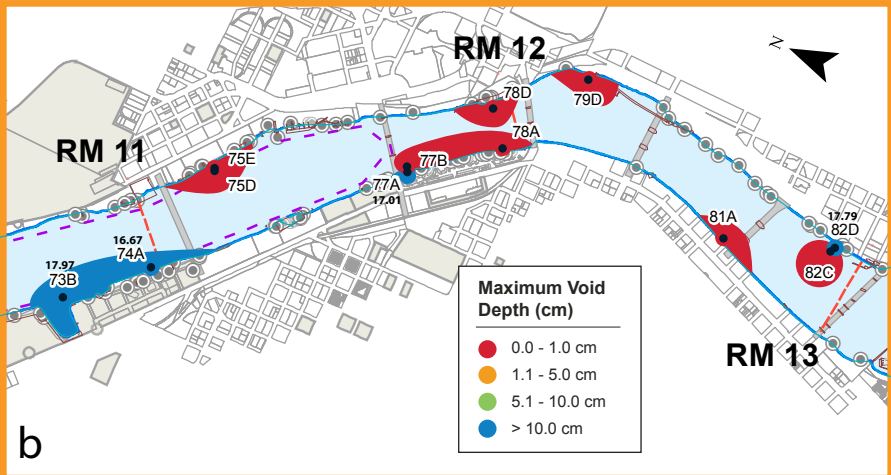 RM 12
N
78D
79D
78A
RM 11
75E
75D
77B
77A
17.01
16.67
74A
17.97
73B
81A
17.79
82D
82C
RM 13
Maximum Void
Depth (cm)
0.0 - 1.0 cm
1.1 - 5.0 cm
5.1 - 10.0 cm
> 10.0 cm
b